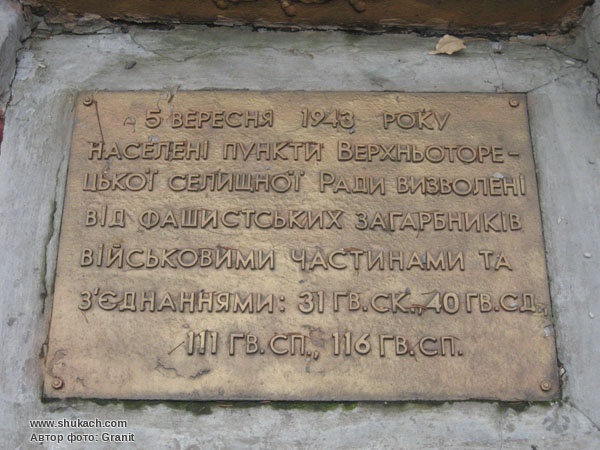 5 ВЕРЕСНЯ 1943 РОКУ
НАСЕЛЕНІ ПУНКТИ ВЕРХНЬОТОРЕ-
ЦЬКОЇ СЕЛИЩНОЇ РАДИ ВИЗВОЛЕНІ
ВІД ФАШИСТСЬКИХ ЗАГАРБНИКІВ
ВІЙСЬКОВИМИ ЧАСТИНАМИ ТА
З'ЄДНАННЯМИ: 31 ГВ.СК., 40 ГВ.СД.,
111 ГВ.СП., 116 ГВ.СП.
www.shukach.com
Автор фото: Granit